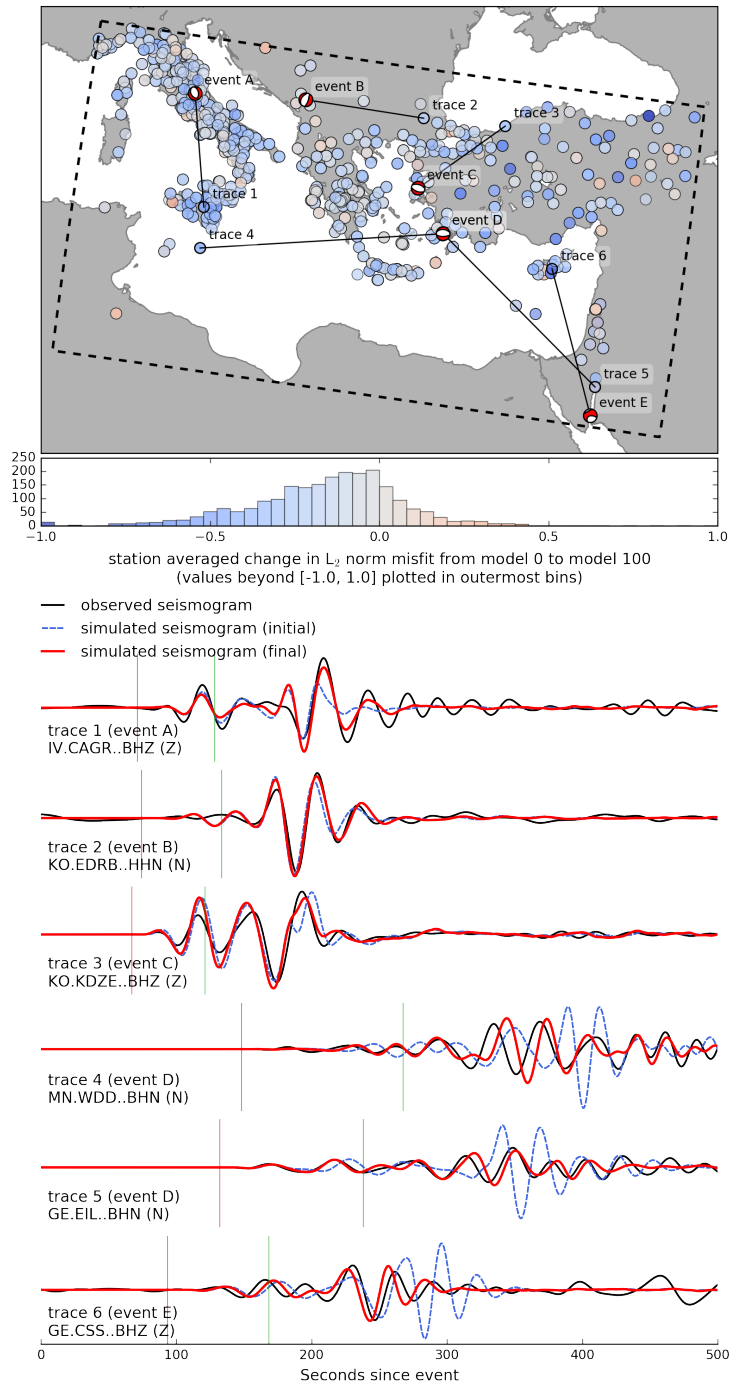 event A
event B
trace 2
trace 3
event C
trace 1
event D
trace 4
trace 6
trace 5
event E
250
200
150
100
50
0
−1.0 −0.5 0.0 0.5 1.0
station averaged change in L₂ norm misfit from model 0 to model 100
(values beyond [-1.0, 1.0] plotted in outermost bins)
observed seismogram
simulated seismogram (initial)
simulated seismogram (final)
trace 1 (event A)
IV.CAGR..BHZ (Z)
trace 2 (event B)
KO.EDRB..HHN (N)
trace 3 (event C)
KO.KDZE..BHZ (Z)
trace 4 (event D)
MN.WDD..BHN (N)
trace 5 (event D)
GE.EIL..BHN (N)
trace 6 (event E)
GE.CSS..BHZ (Z)
0 100 200 300 400 500
Seconds since event